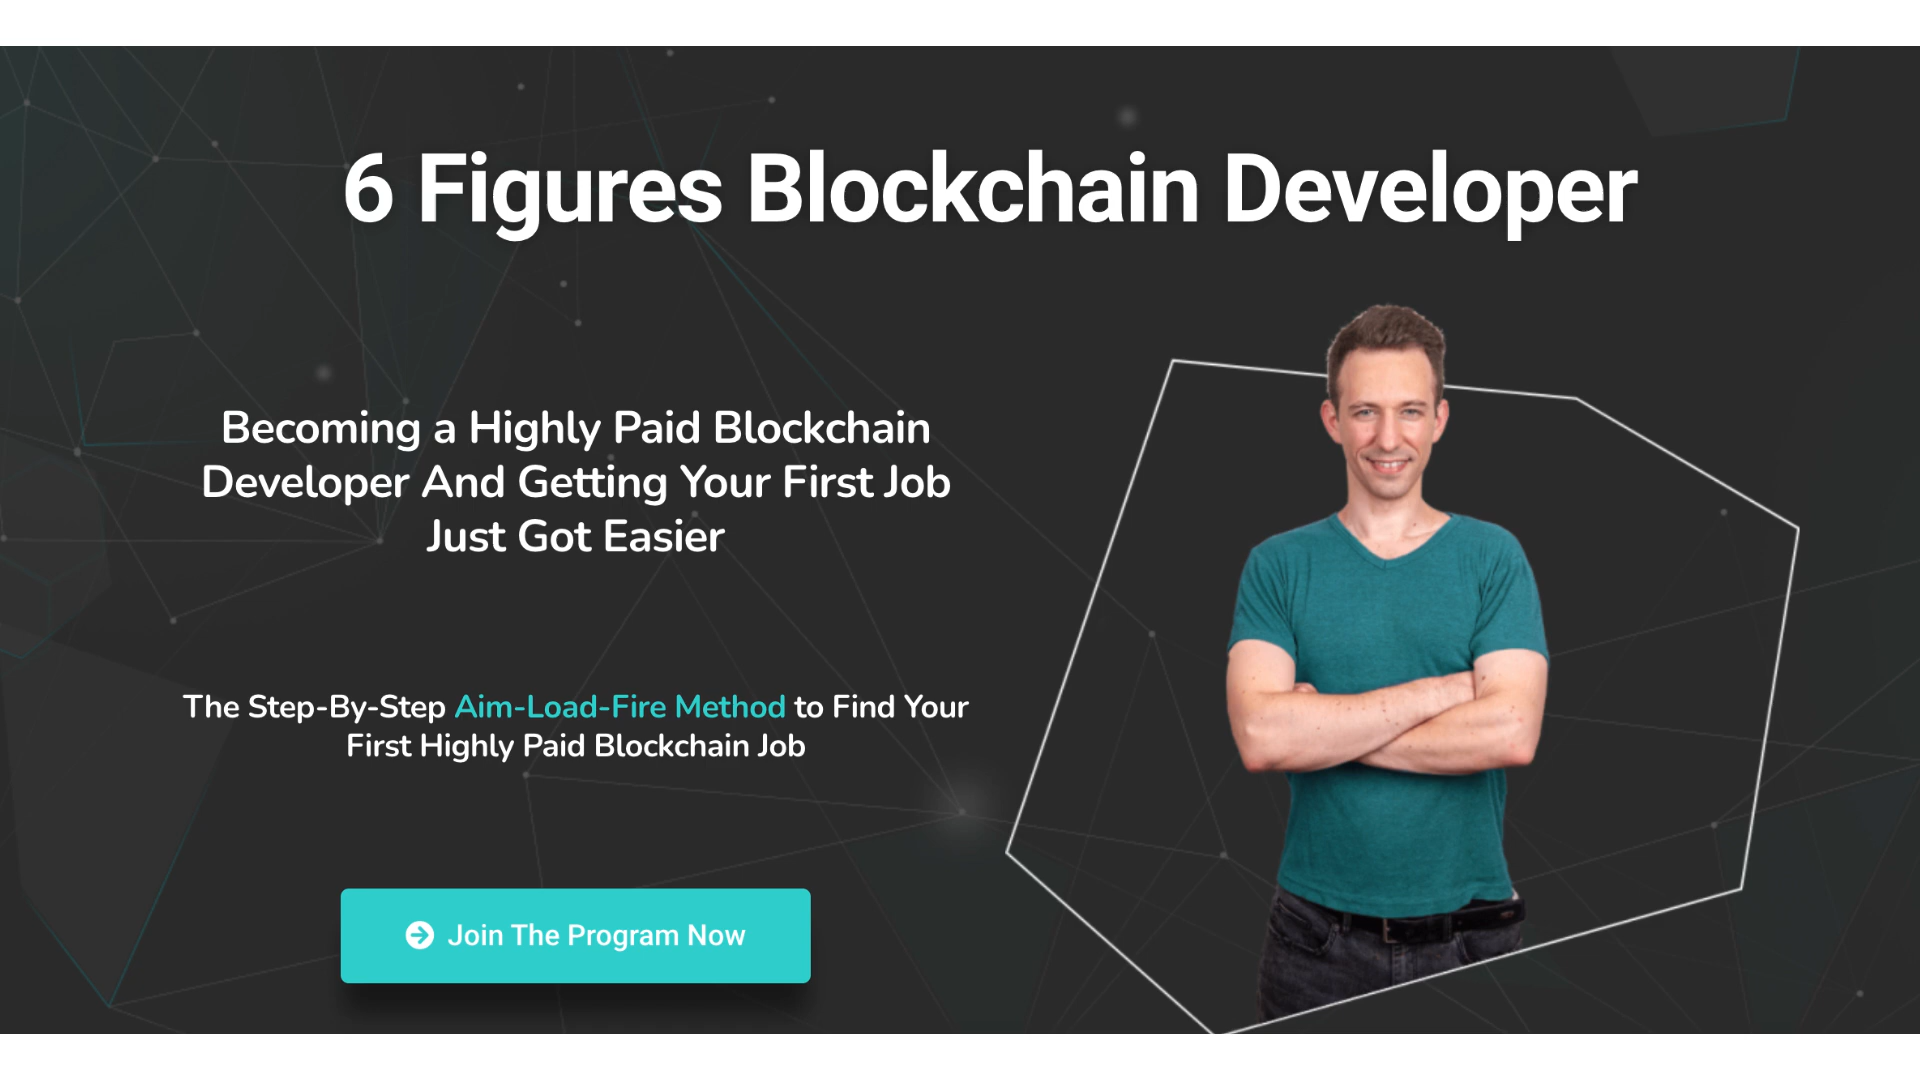 6 Figures Blockchain Developer
Becoming a Highly Paid Blockchain
Developer And Getting Your First Job
Just Got Easier
The Step-By-Step Aim-Load-Fire Method to Find Your
First Highly Paid Blockchain Job
Join The Program Now